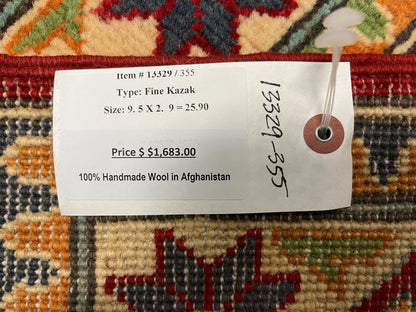 Item # 13329 / 355
Type: Fine Kazak
Size: 9. 5 X 2. 9 = 25.90
Price $ $1,683.00
100% Handmade Wool in Afghanistan
13329-355